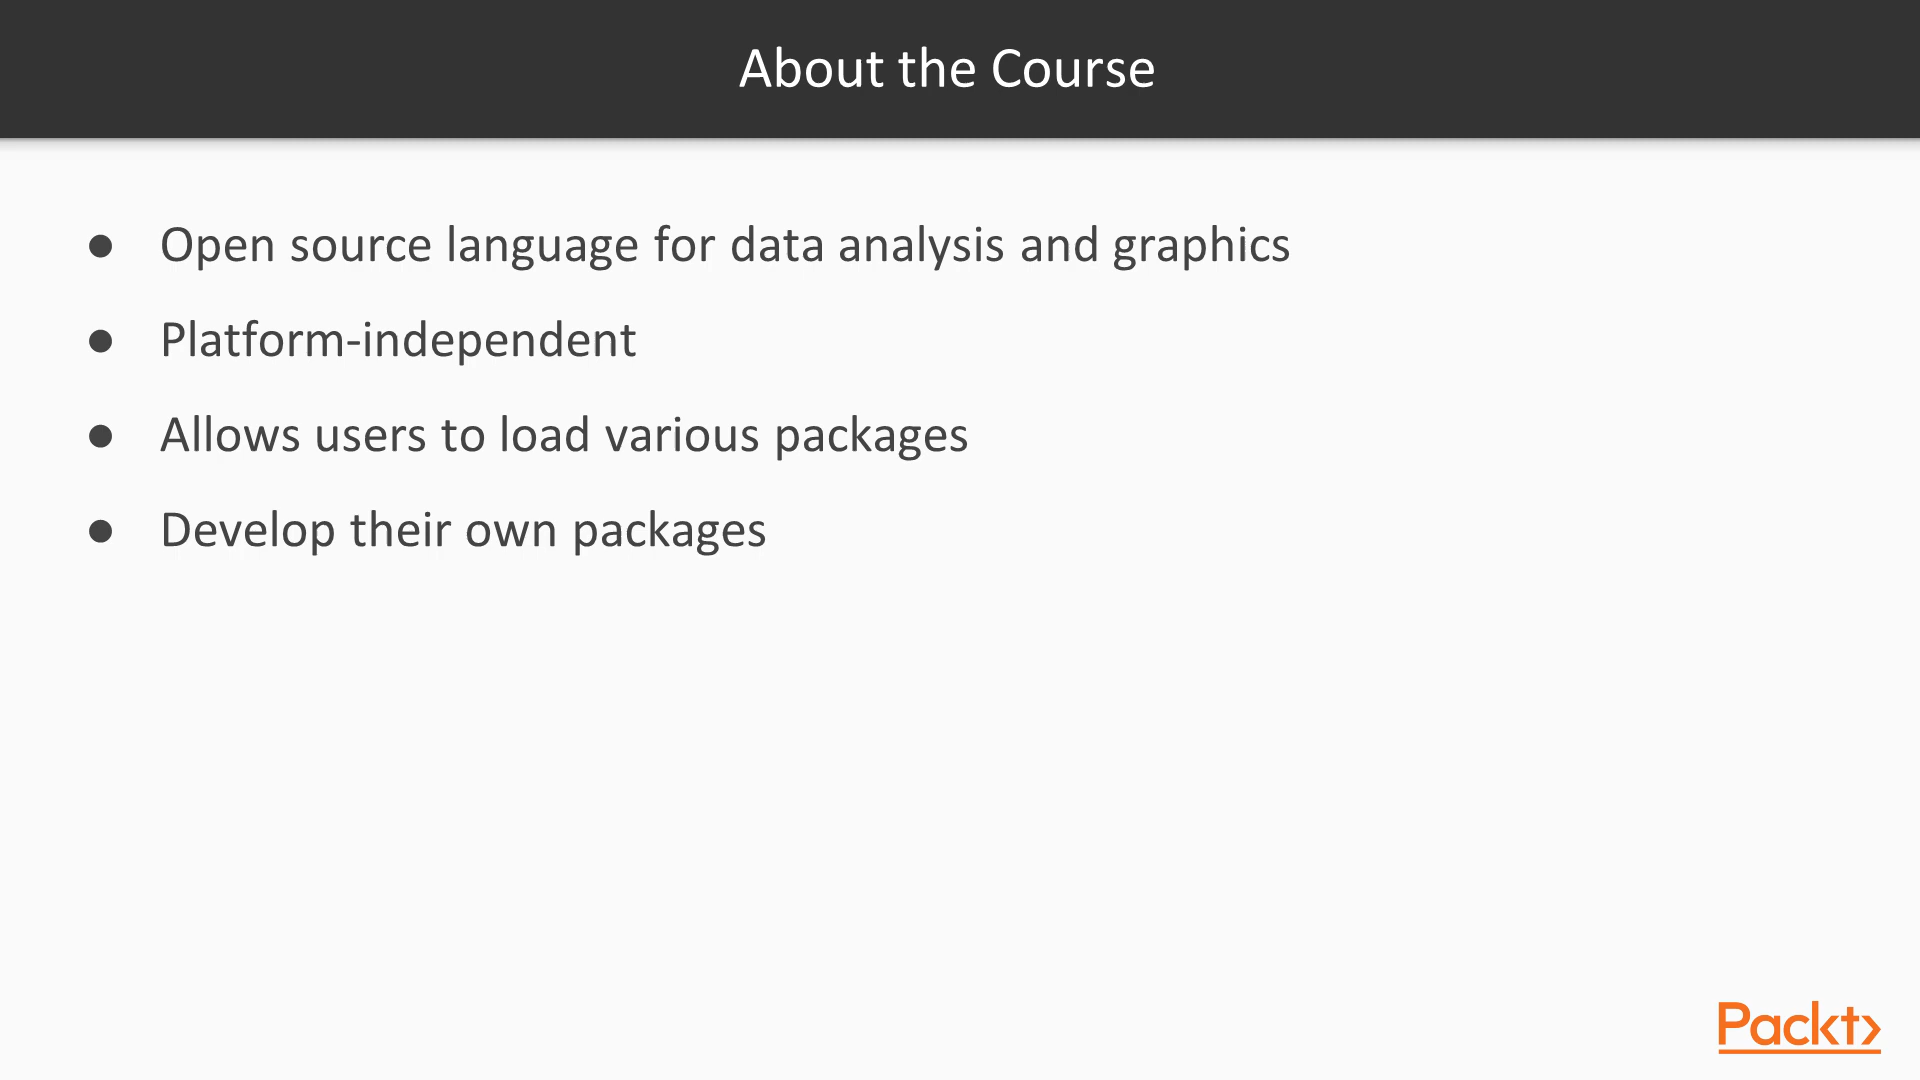 About the Course
● Open source language for data analysis and graphics
● Platform-independent
● Allows users to load various packages
● Develop their own packages
Packt>